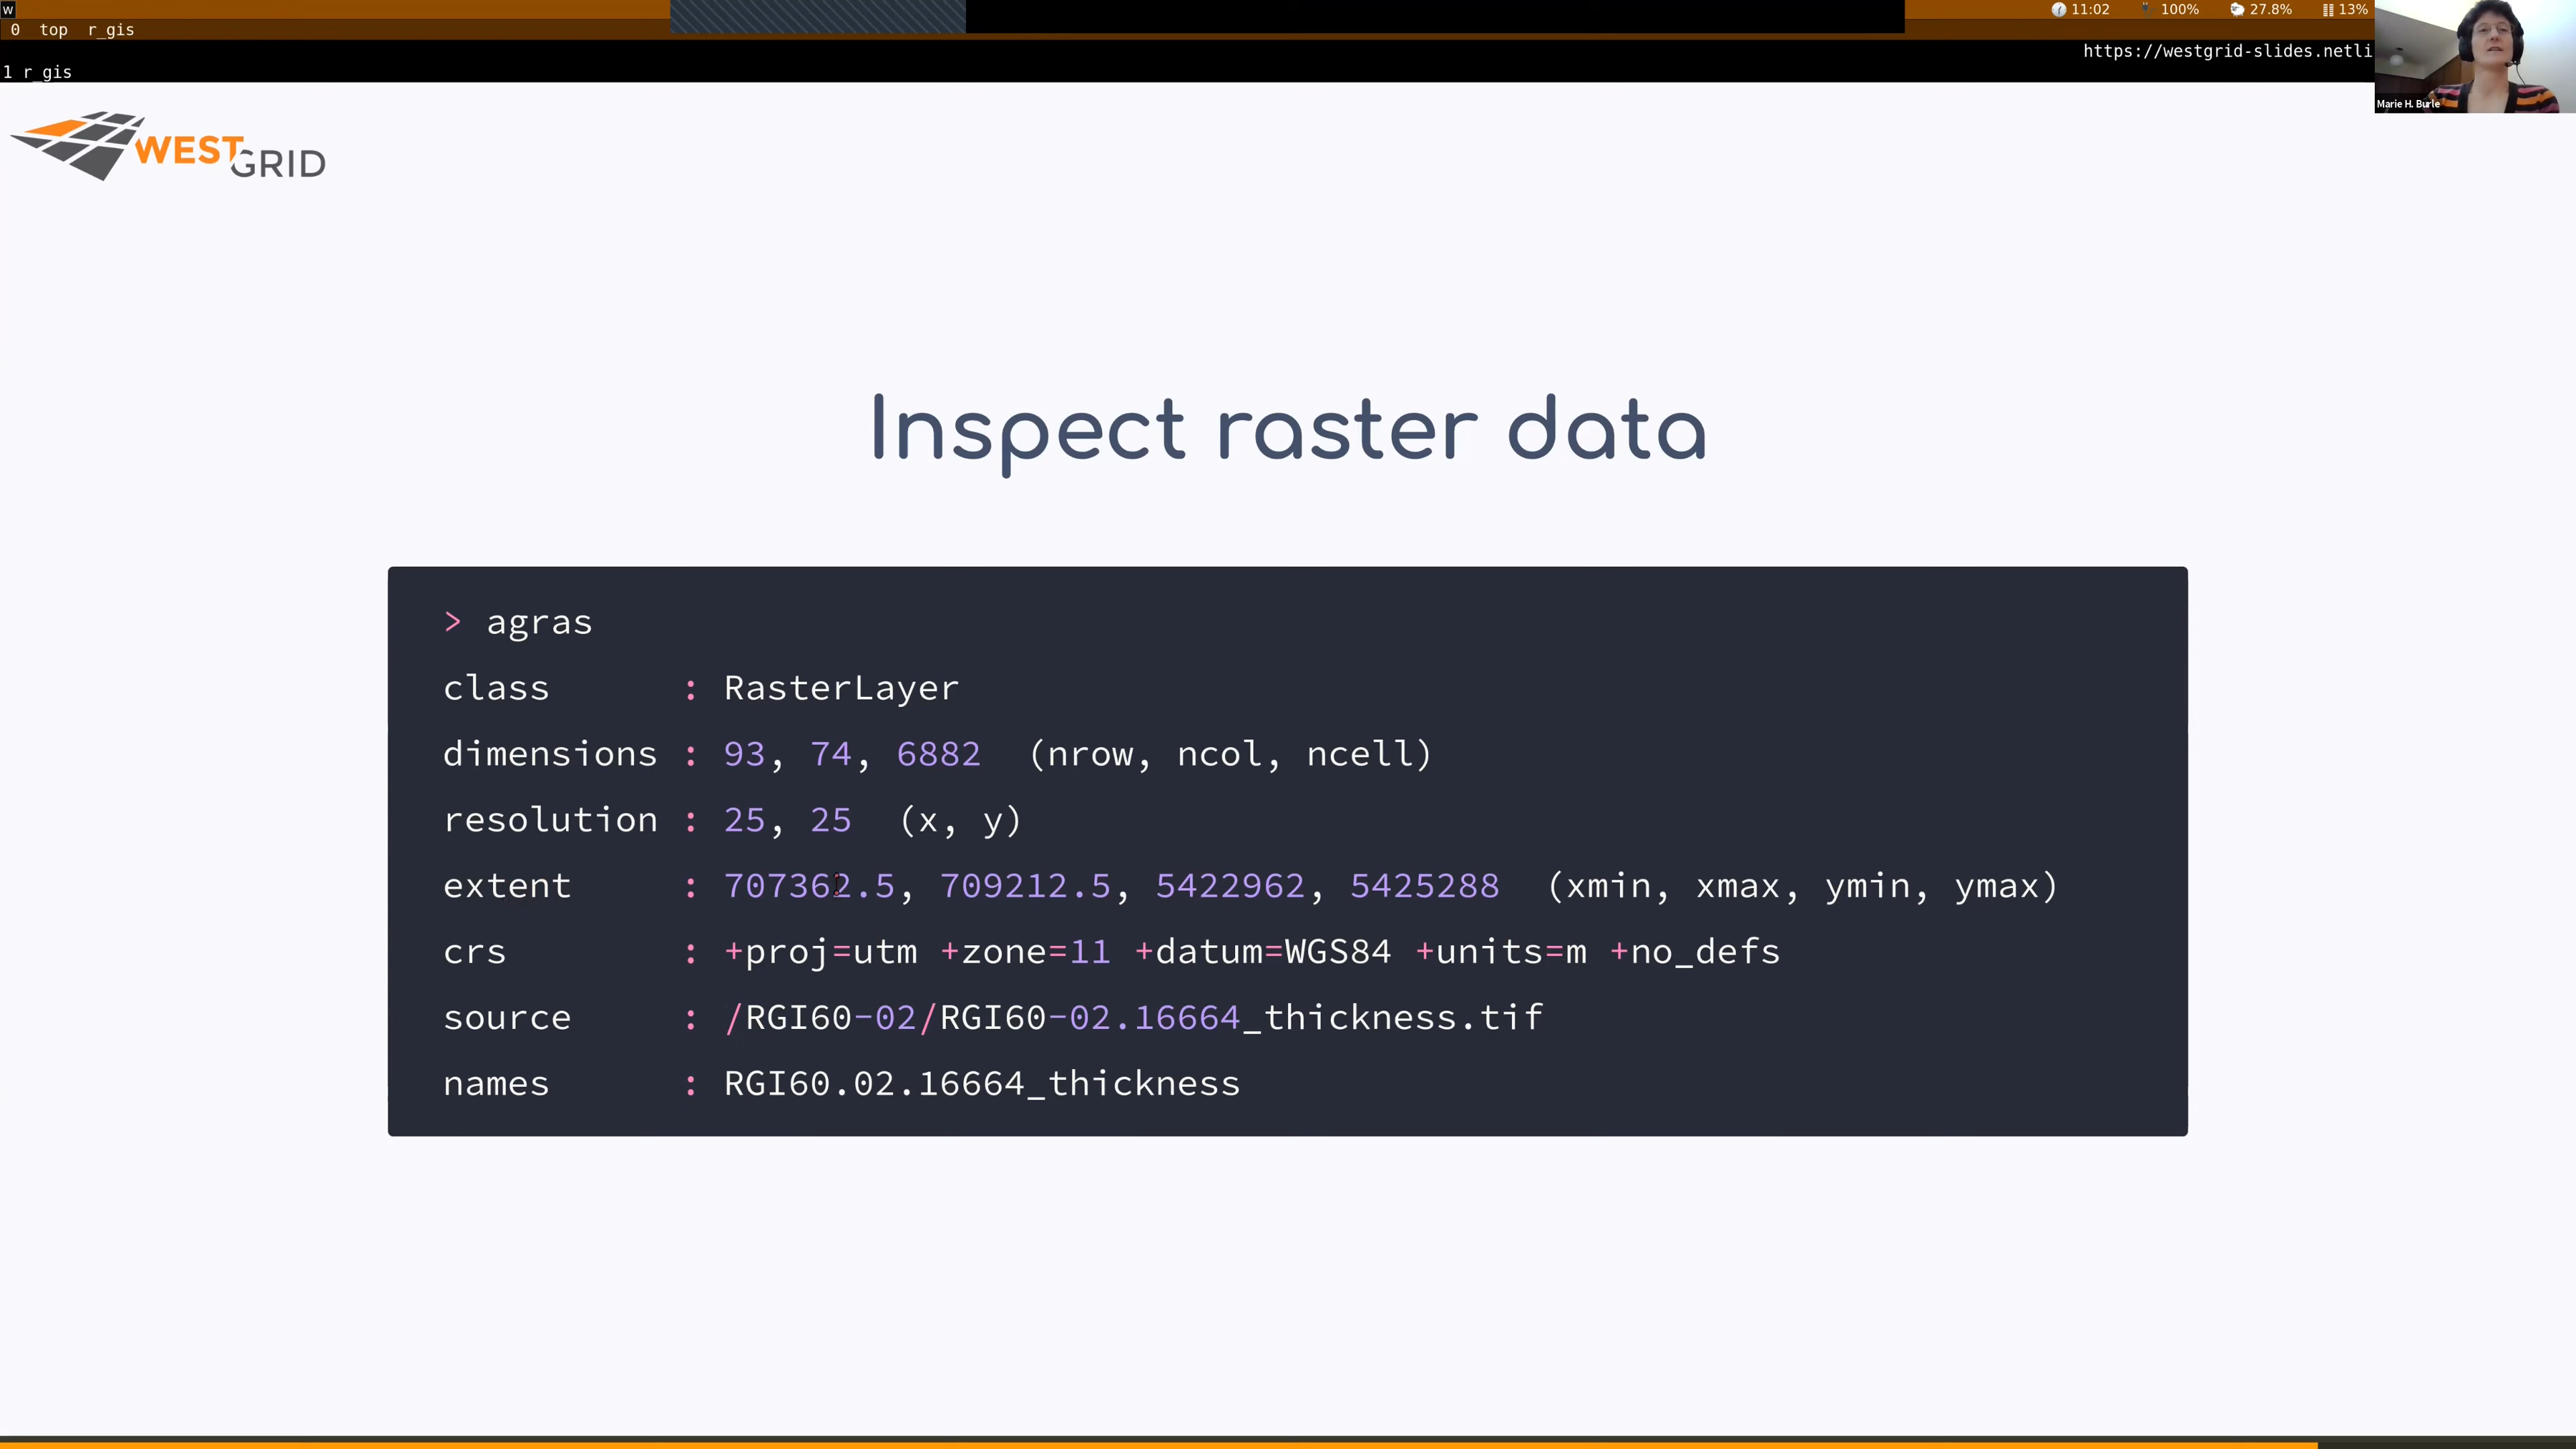 W
11:02 100% 27.8% 13%
0 top r_gis
https://westgrid-slides.netli
1 r_gis
Marie H. Burle
WESTGRID
Inspect raster data
> agras
class : RasterLayer
dimensions : 93, 74, 6882 (nrow, ncol, ncell)
resolution : 25, 25 (x, y)
extent : 707362.5, 709212.5, 5422962, 5425288 (xmin, xmax, ymin, ymax)
crs : +proj=utm +zone=11 +datum=WGS84 +units=m +no_defs
source : /RGI60-02/RGI60-02.16664_thickness.tif
names : RGI60.02.16664_thickness